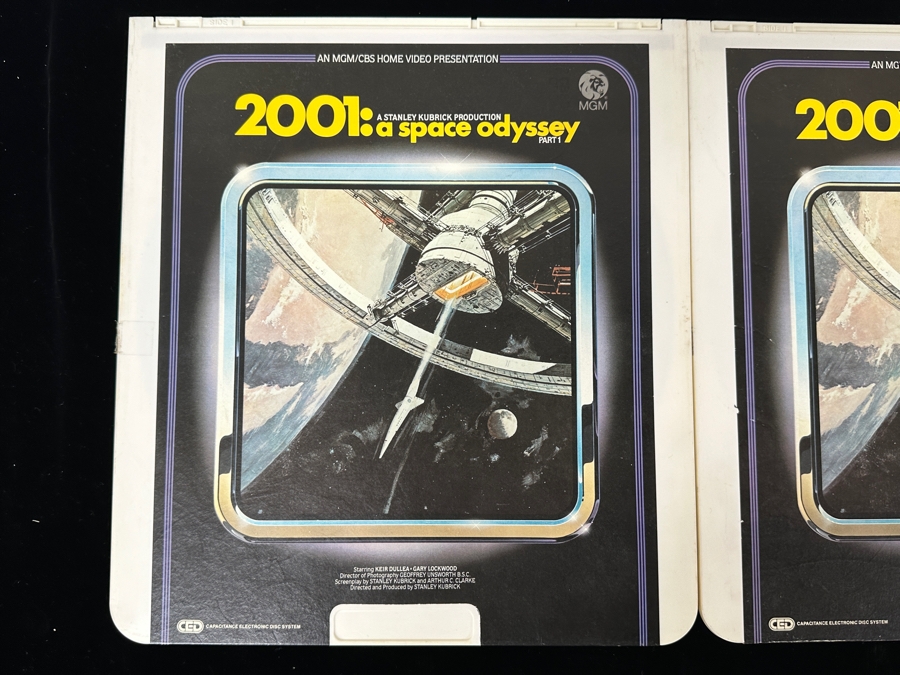 AN MGM/CBS HOME VIDEO PRESENTATION
MGM
2001:
A STANLEY KUBRICK PRODUCTION
a space odyssey
PART 1
Starring KEIR DULLEA • GARY LOCKWOOD
Director of Photography GEOFFREY UNSWORTH B.S.C.
Screenplay by STANLEY KUBRICK and ARTHUR C. CLARKE
Directed and Produced by STANLEY KUBRICK
CED CAPACITANCE ELECTRONIC DISC SYSTEM
AN MG
200
CED CAPACITANCE ELECTRONIC DISC SYSTEM